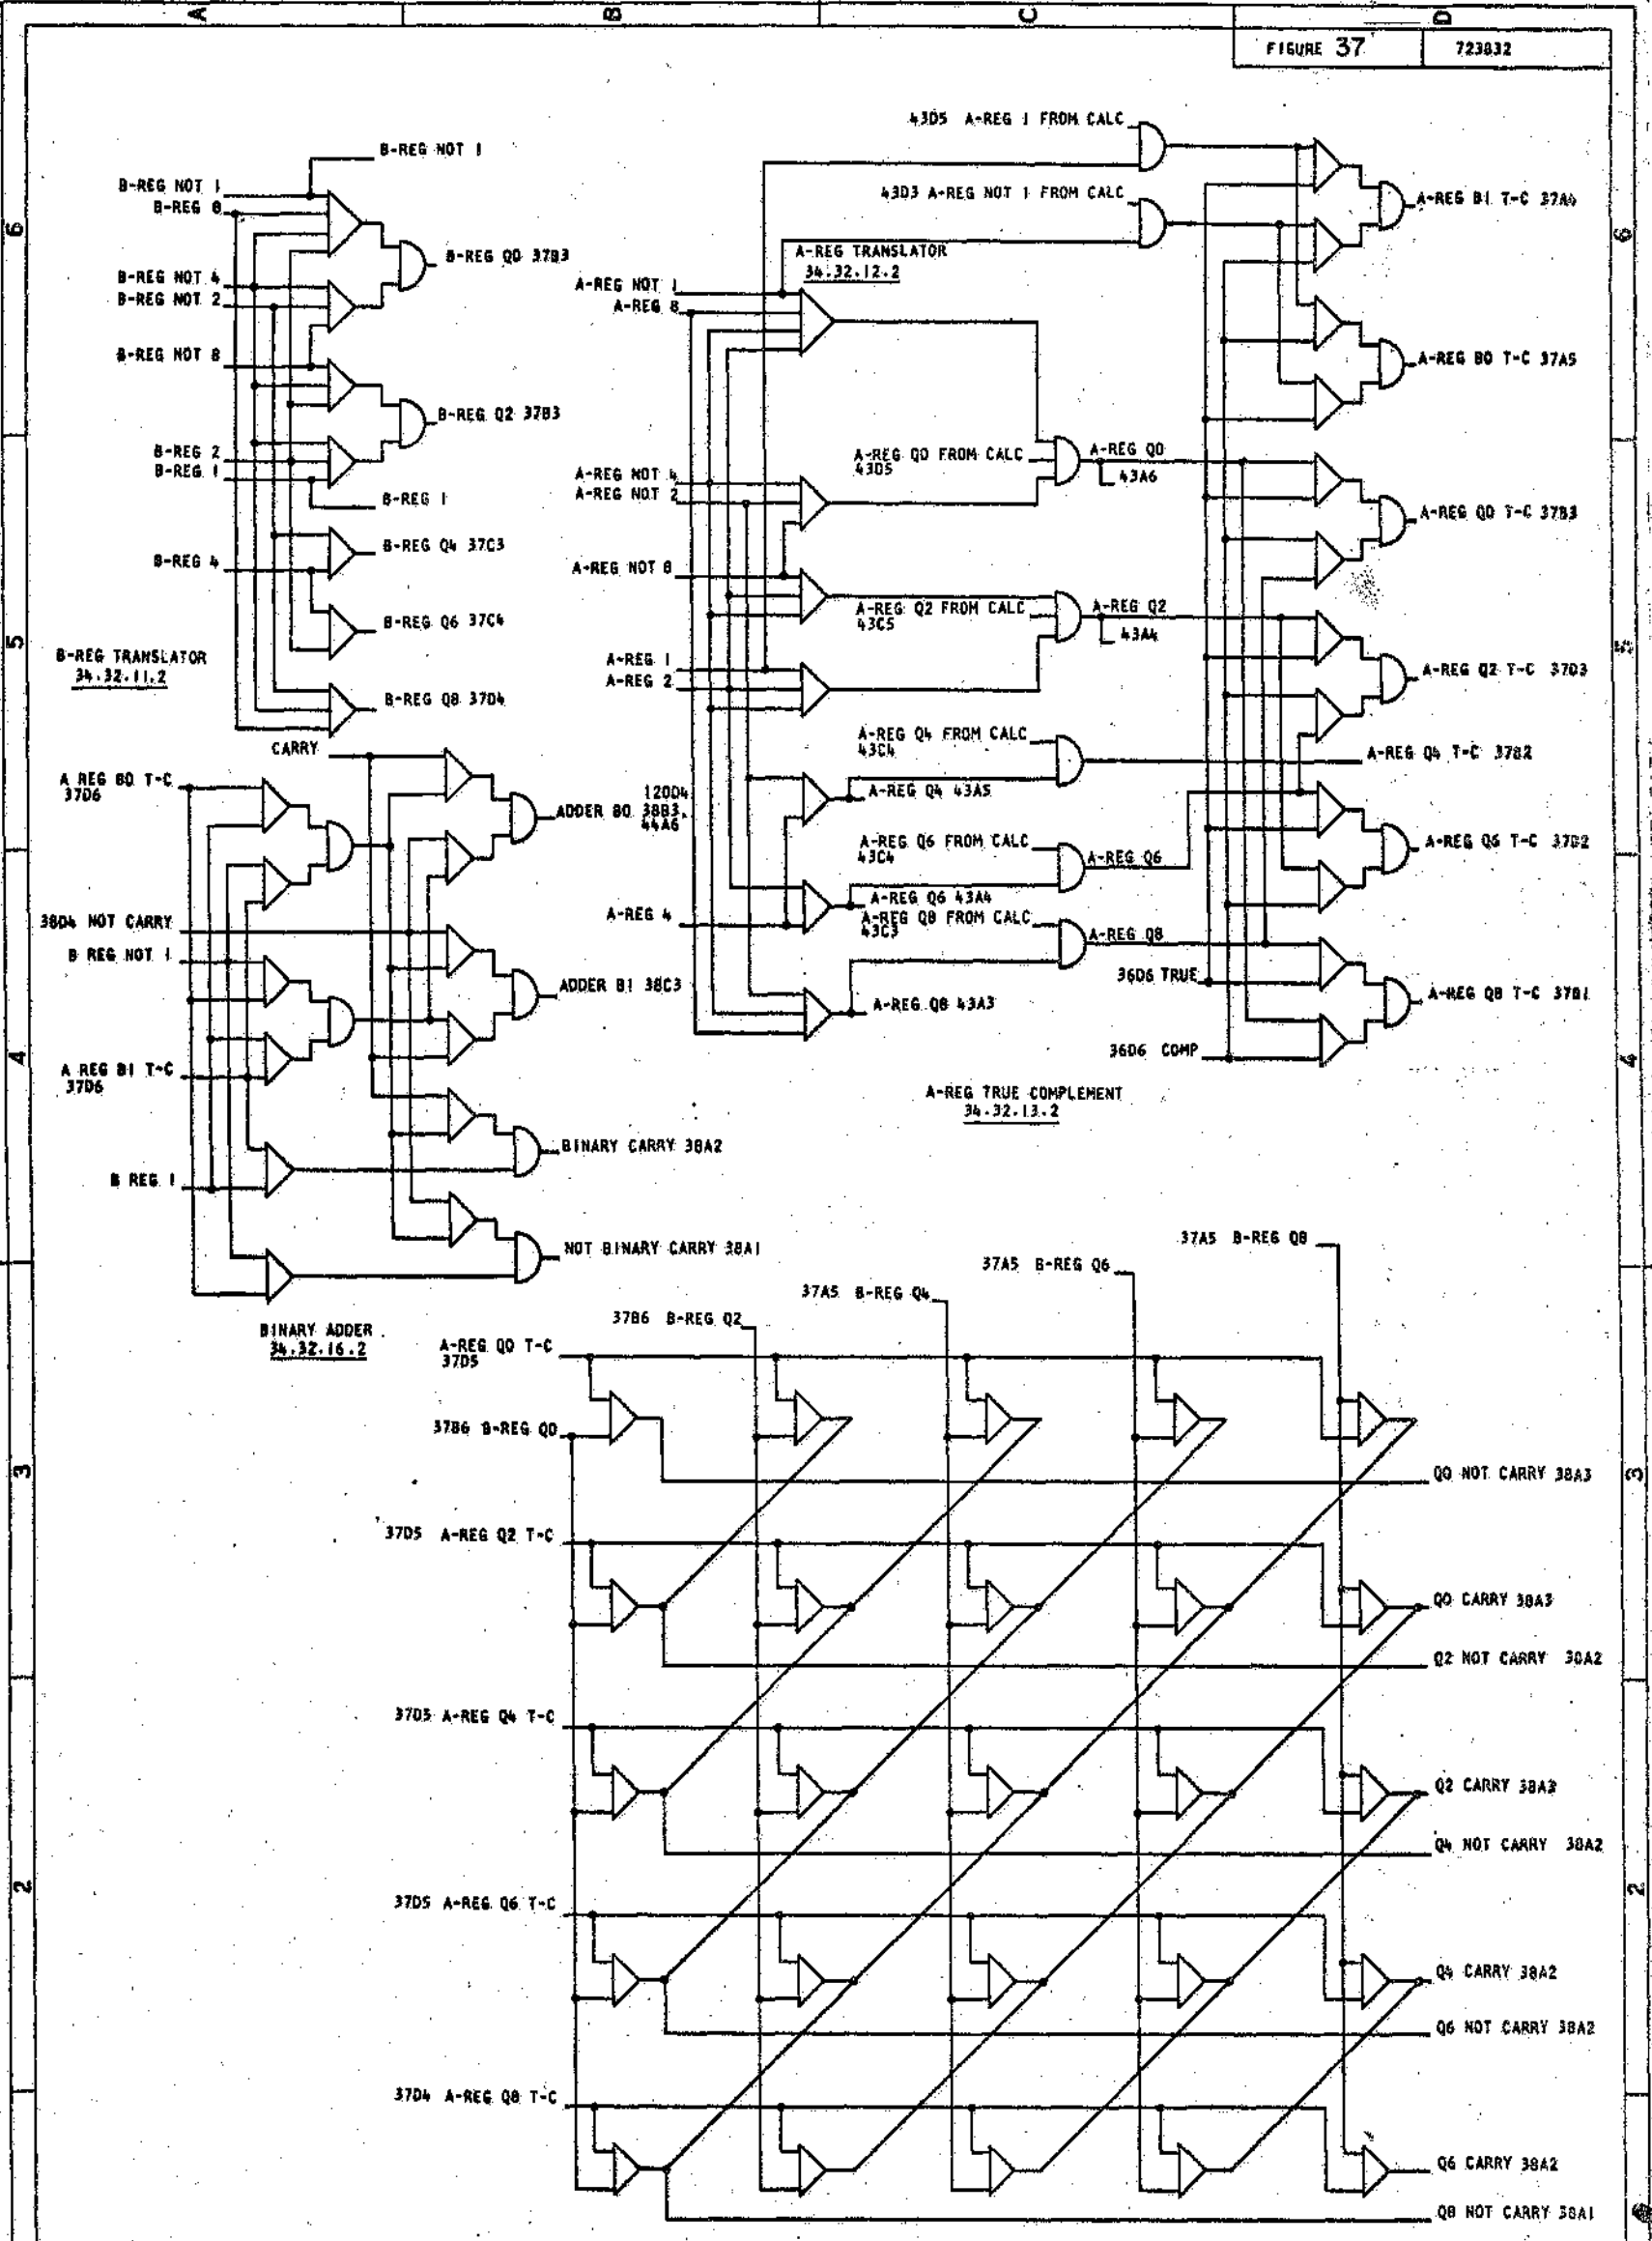 A
B
C
D
FIGURE 37
723832
6
5
4
3
2
1
B-REG NOT 1
B-REG NOT 1
B-REG 8
B-REG Q0 37B3
B-REG NOT 4
B-REG NOT 2
B-REG NOT 8
B-REG Q2 37B3
B-REG 2
B-REG 1
B-REG 1
B-REG Q4 37C3
B-REG 4
B-REG Q6 37C4
B-REG TRANSLATOR
34.32.11.2
B-REG Q8 37D4
43D5 A-REG 1 FROM CALC
43D3 A-REG NOT 1 FROM CALC
A-REG TRANSLATOR
34.32.12.2
A-REG NOT 1
A-REG 8
A-REG Q0 FROM CALC
43D5
A-REG Q0
43A6
A-REG NOT 4
A-REG NOT 2
A-REG NOT 8
A-REG Q2 FROM CALC
43C5
A-REG Q2
43A4
A-REG 1
A-REG 2
A-REG Q4 FROM CALC
43C4
A-REG Q4 43A5
A-REG Q6 FROM CALC
43C4
A-REG Q6
A-REG 4
A-REG Q6 43A4
A-REG Q8 FROM CALC
43C3
A-REG Q8
A-REG Q8 43A3
36D6 TRUE
36D6 COMP
A-REG TRUE COMPLEMENT
34.32.13.2
A-REG B1 T-C 37A4
A-REG B0 T-C 37A5
A-REG Q0 T-C 37B3
A-REG Q2 T-C 37D3
A-REG Q4 T-C 37B2
A-REG Q6 T-C 37D2
A-REG Q8 T-C 37B1
CARRY
A REG B0 T-C
37D6
120D4
ADDER B0 38B3,
44A6
38D4 NOT CARRY
B REG NOT 1
ADDER B1 38C3
A REG B1 T-C
37D6
BINARY CARRY 38A2
B REG 1
NOT BINARY CARRY 38A1
BINARY ADDER
34.32.16.2
37A5 B-REG Q8
37A5 B-REG Q6
37A5 B-REG Q4
37B6 B-REG Q2
A-REG Q0 T-C
37D5
37B6 B-REG Q0
Q0 NOT CARRY 38A3
37D5 A-REG Q2 T-C
Q0 CARRY 38A3
Q2 NOT CARRY 38A2
37D5 A-REG Q4 T-C
Q2 CARRY 38A3
Q4 NOT CARRY 38A2
37D5 A-REG Q6 T-C
Q4 CARRY 38A2
Q6 NOT CARRY 38A2
37D4 A-REG Q8 T-C
Q6 CARRY 38A2
Q8 NOT CARRY 38A1
6
5
4
3
2